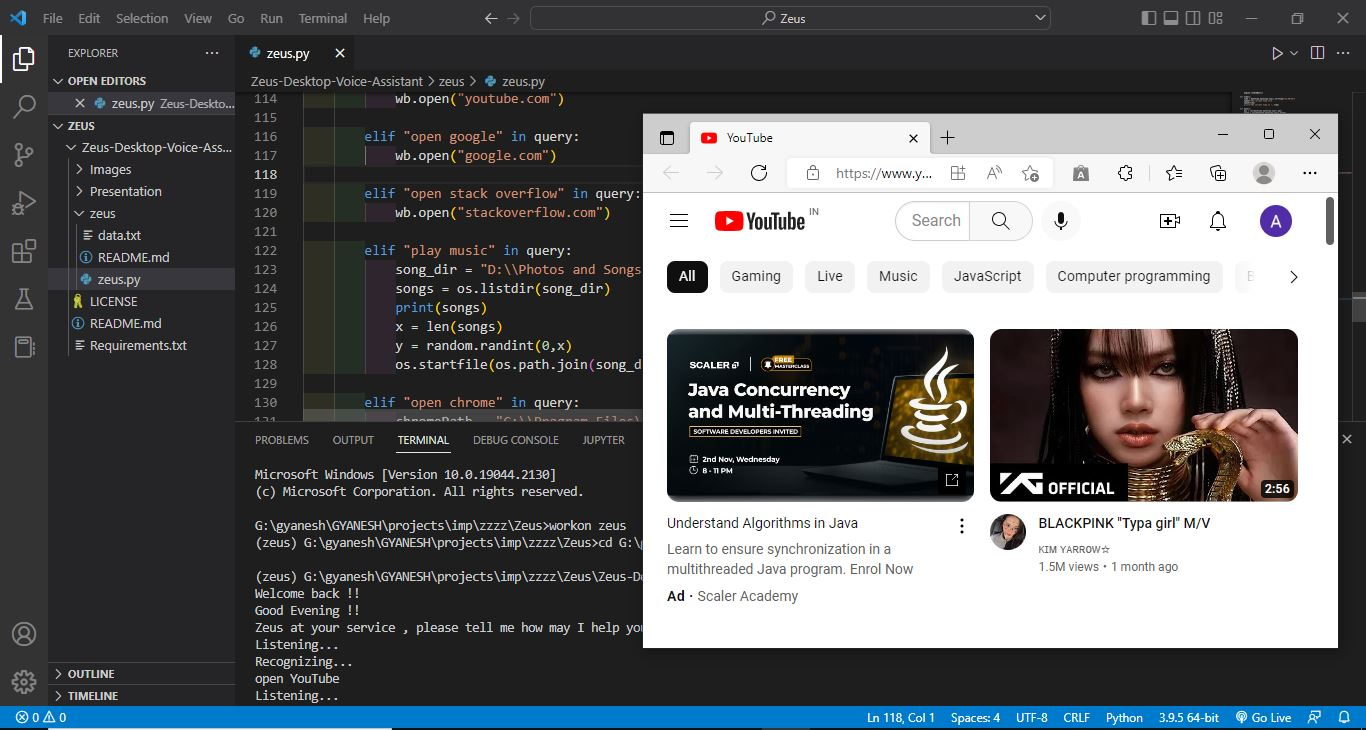 File Edit Selection View Go Run Terminal Help
Zeus
EXPLORER
OPEN EDITORS
zeus.py Zeus-Deskto...
ZEUS
Zeus-Desktop-Voice-Ass...
Images
Presentation
zeus
data.txt
README.md
zeus.py
LICENSE
README.md
Requirements.txt
OUTLINE
TIMELINE
zeus.py
Zeus-Desktop-Voice-Assistant > zeus > zeus.py
114 wb.open("youtube.com")
115
116 elif "open google" in query:
117 wb.open("google.com")
118
119 elif "open stack overflow" in query:
120 wb.open("stackoverflow.com")
121
122 elif "play music" in query:
123 song_dir = "D:\\Photos and Songs
124 songs = os.listdir(song_dir)
125 print(songs)
126 x = len(songs)
127 y = random.randint(0,x)
128 os.startfile(os.path.join(song_d
129
130 elif "open chrome" in query:
PROBLEMS OUTPUT TERMINAL DEBUG CONSOLE JUPYTER
Microsoft Windows [Version 10.0.19044.2130]
(c) Microsoft Corporation. All rights reserved.
G:\gyanesh\GYANESH\projects\imp\zzzz\Zeus>workon zeus
(zeus) G:\gyanesh\GYANESH\projects\imp\zzzz\Zeus>cd G:\
(zeus) G:\gyanesh\GYANESH\projects\imp\zzzz\Zeus\Zeus-De
Welcome back !!
Good Evening !!
Zeus at your service , please tell me how may I help you
Listening...
Recognizing...
open YouTube
Listening...
YouTube
https://www.y...
YouTube IN
Search
A
All Gaming Live Music JavaScript Computer programming
SCALER FREE MASTERCLASS
Java Concurrency
and Multi-Threading
SOFTWARE DEVELOPERS INVITED
2nd Nov, Wednesday
8 - 11 PM
Understand Algorithms in Java
Learn to ensure synchronization in a
multithreaded Java program. Enrol Now
Ad · Scaler Academy
YG OFFICIAL
2:56
BLACKPINK "Typa girl" M/V
KIM YARROW☆
1.5M views • 1 month ago
0 0
Ln 118, Col 1 Spaces: 4 UTF-8 CRLF Python 3.9.5 64-bit Go Live